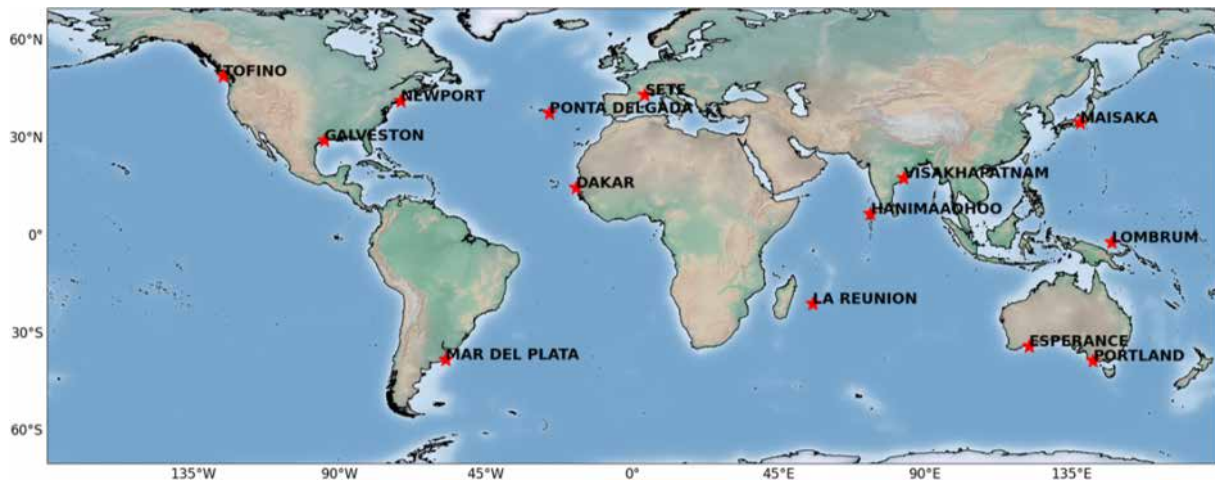 60°N
TOFINO
SETE
NEWPORT
PONTA DELGADA
MAISAKA
30°N
GALVESTON
VISAKHAPATNAM
DAKAR
HANIMAADHOO
0°
LOMBRUM
LA REUNION
30°S
ESPERANCE
MAR DEL PLATA
PORTLAND
60°S
135°W 90°W 45°W 0° 45°E 90°E 135°E